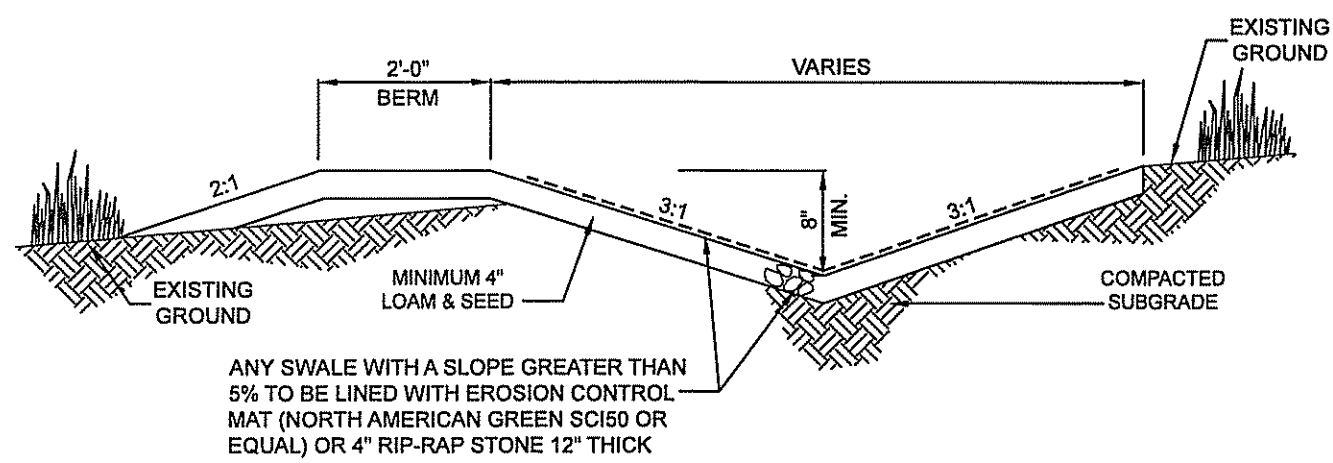 EXISTING
GROUND
2'-0"
BERM
VARIES
2:1
3:1
8"
MIN.
3:1
EXISTING
GROUND
MINIMUM 4"
LOAM & SEED
COMPACTED
SUBGRADE
ANY SWALE WITH A SLOPE GREATER THAN
5% TO BE LINED WITH EROSION CONTROL
MAT (NORTH AMERICAN GREEN SCI50 OR
EQUAL) OR 4" RIP-RAP STONE 12" THICK